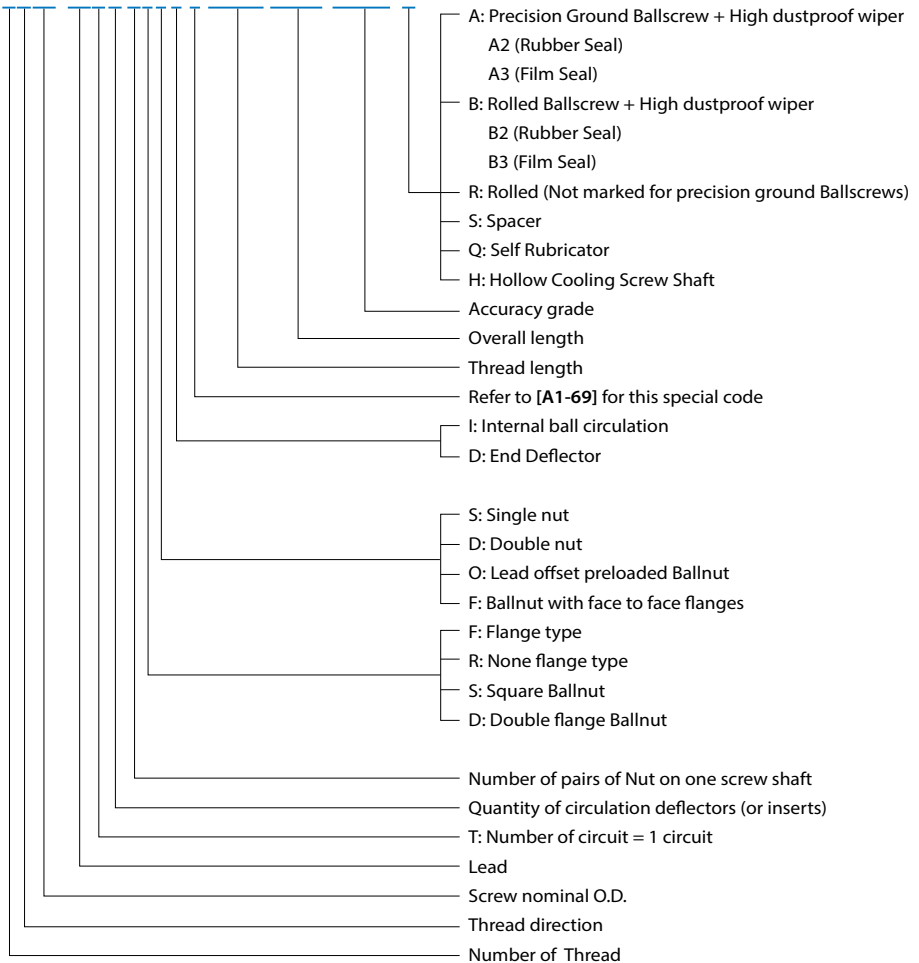 A: Precision Ground Ballscrew + High dustproof wiper
A2 (Rubber Seal)
A3 (Film Seal)
B: Rolled Ballscrew + High dustproof wiper
B2 (Rubber Seal)
B3 (Film Seal)
R: Rolled (Not marked for precision ground Ballscrews)
S: Spacer
Q: Self Rubricator
H: Hollow Cooling Screw Shaft
Accuracy grade
Overall length
Thread length
Refer to [A1-69] for this special code
I: Internal ball circulation
D: End Deflector
S: Single nut
D: Double nut
O: Lead offset preloaded Ballnut
F: Ballnut with face to face flanges
F: Flange type
R: None flange type
S: Square Ballnut
D: Double flange Ballnut
Number of pairs of Nut on one screw shaft
Quantity of circulation deflectors (or inserts)
T: Number of circuit = 1 circuit
Lead
Screw nominal O.D.
Thread direction
Number of Thread